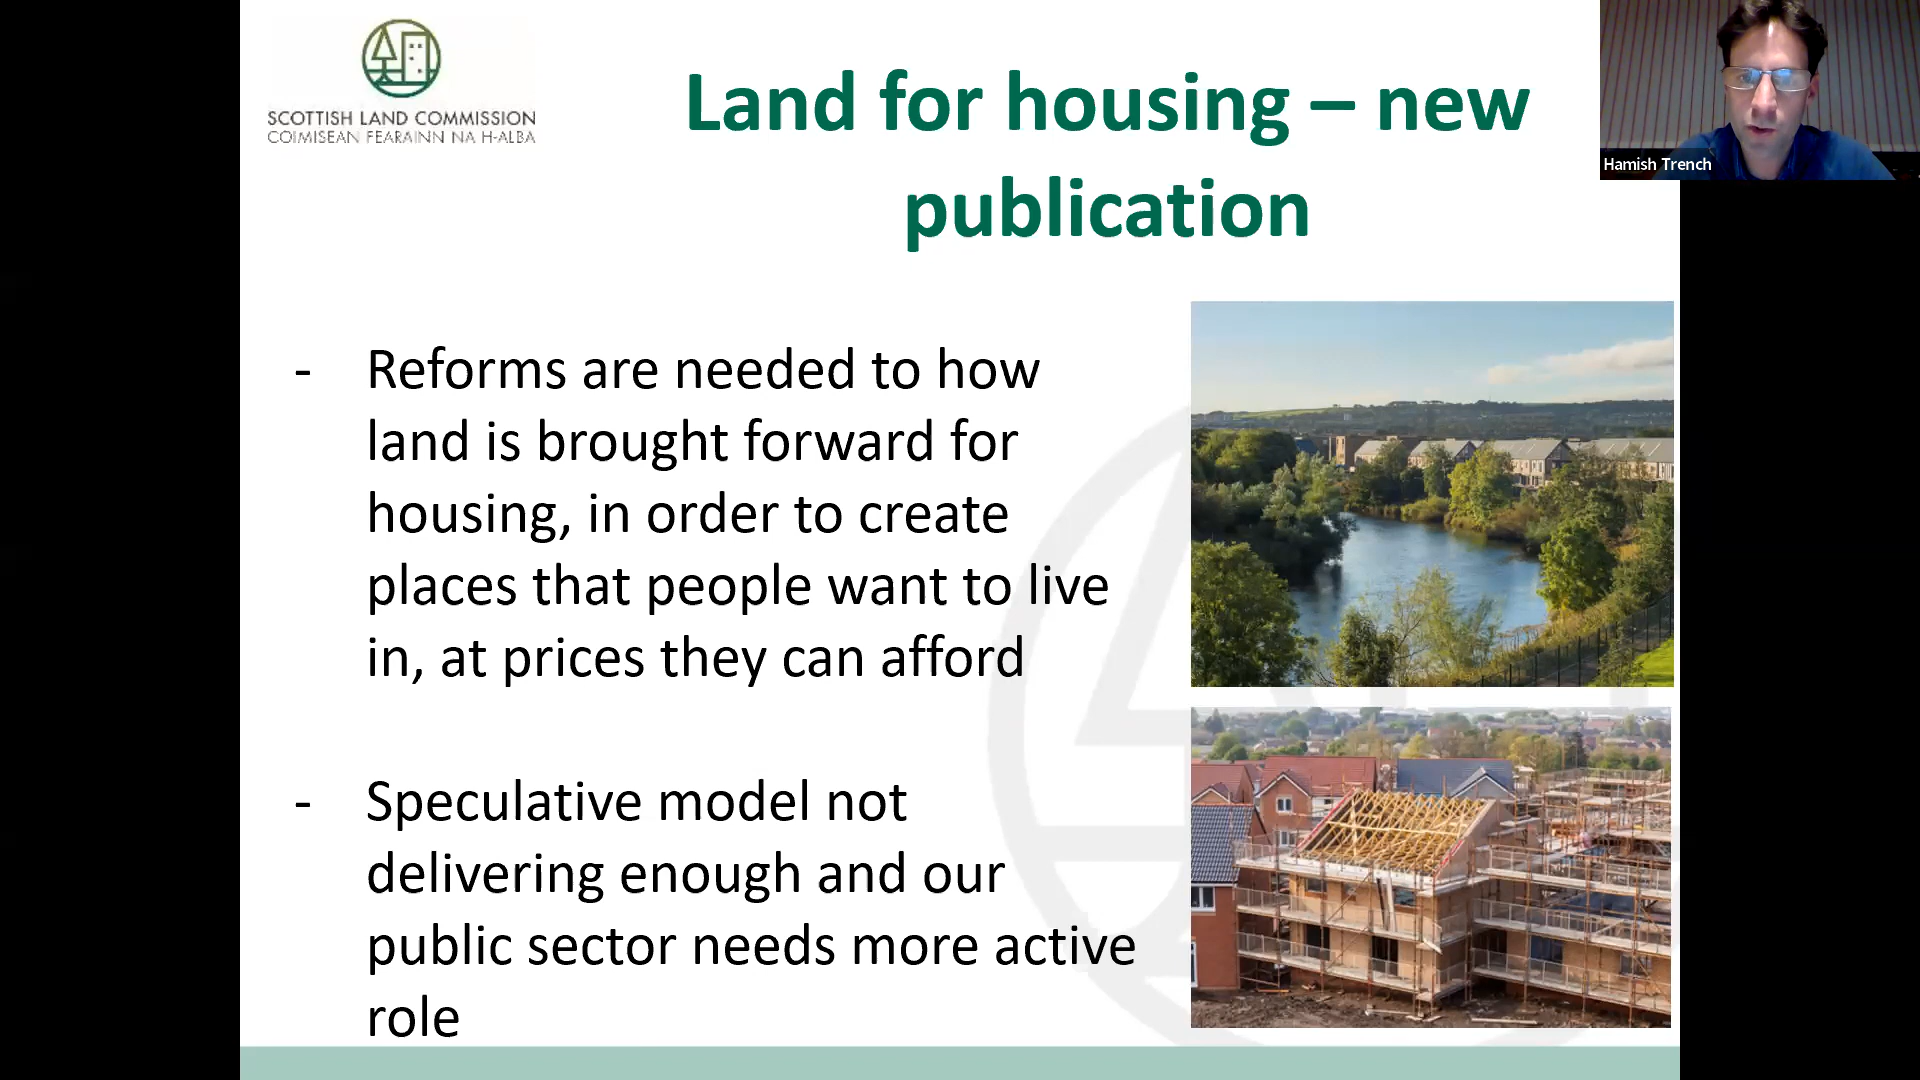 SCOTTISH LAND COMMISSION
COIMISEAN FEARAINN NA H-ALBA
Land for housing – new
publication
Hamish Trench
- Reforms are needed to how
land is brought forward for
housing, in order to create
places that people want to live
in, at prices they can afford
- Speculative model not
delivering enough and our
public sector needs more active
role